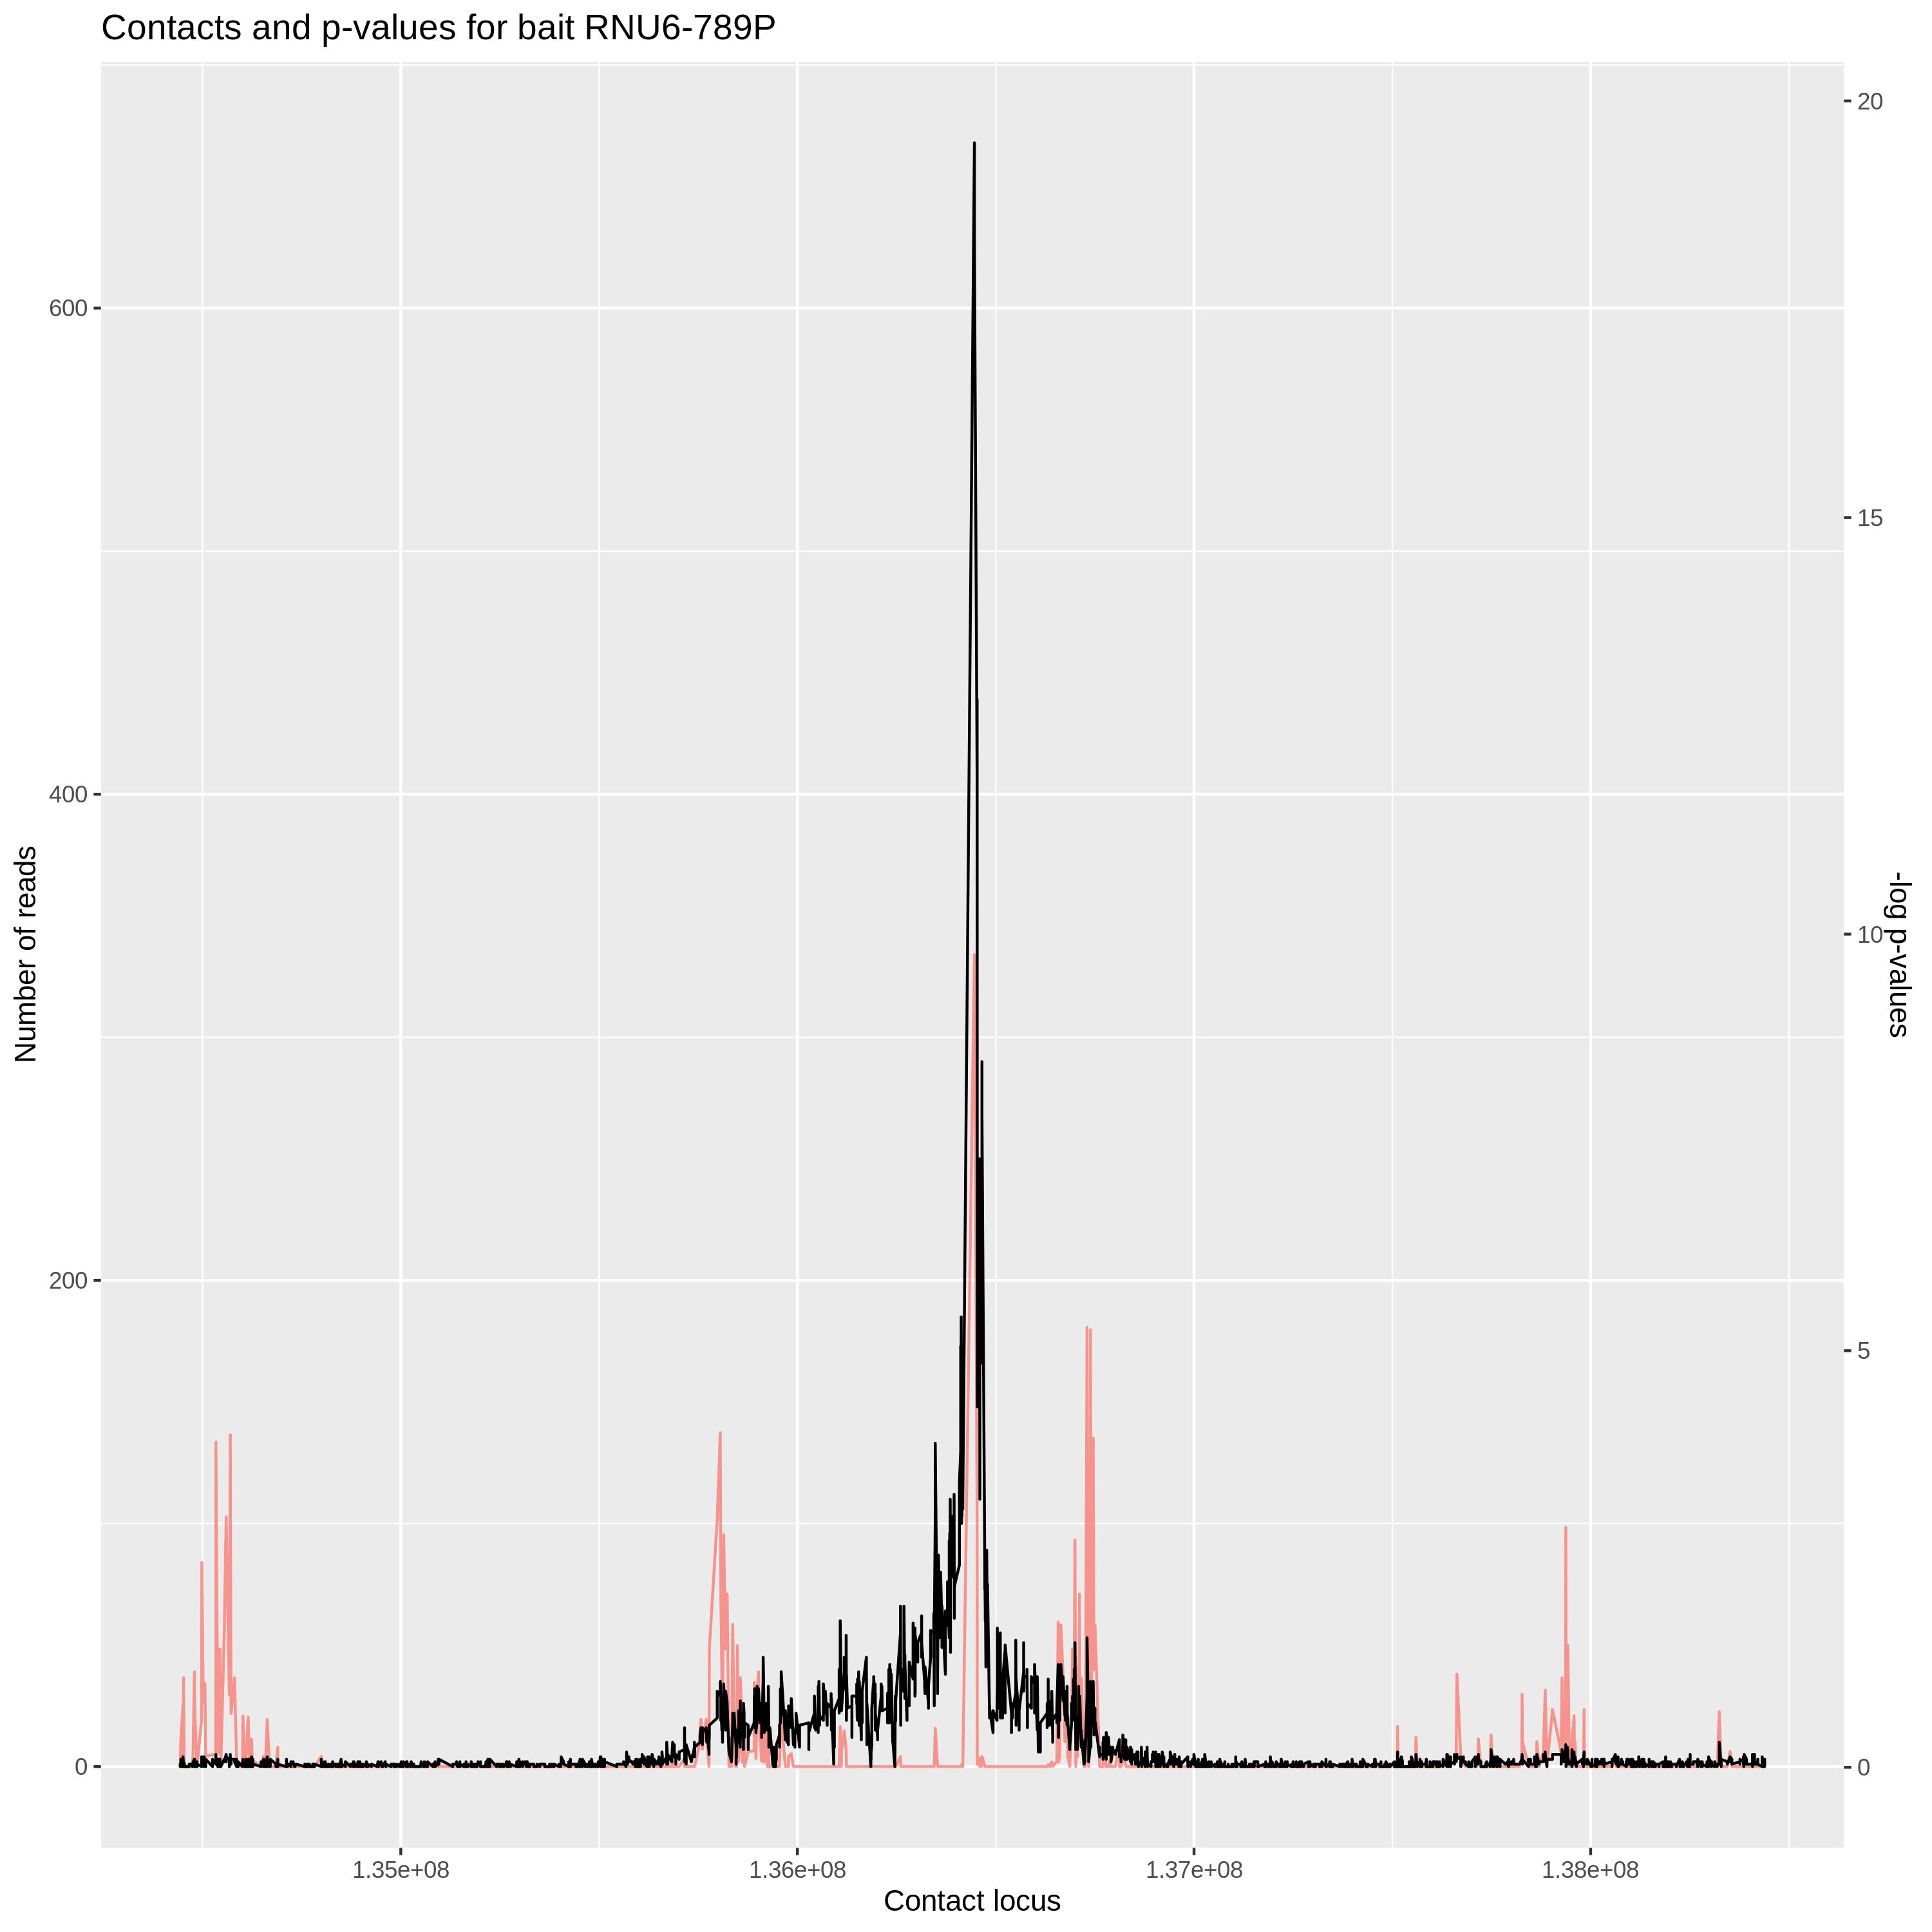 Contacts and p-values for bait RNU6-789P
Number of reads
600
400
200
0
20
15
10
5
0
-log p-values
1.35e+08
1.36e+08
1.37e+08
1.38e+08
Contact locus